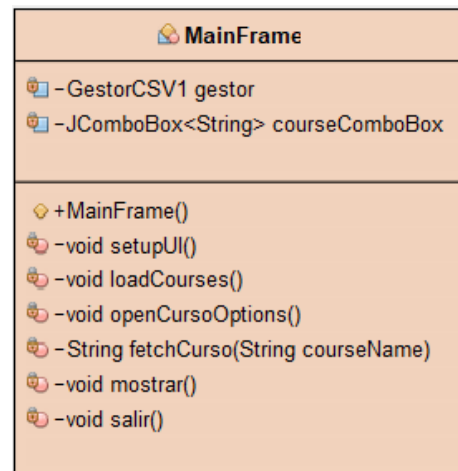 MainFrame
-GestorCSV1 gestor
-JComboBox<String> courseComboBox
+MainFrame()
-void setupUI()
-void loadCourses()
-void openCursoOptions()
-String fetchCurso(String courseName)
-void mostrar()
-void salir()